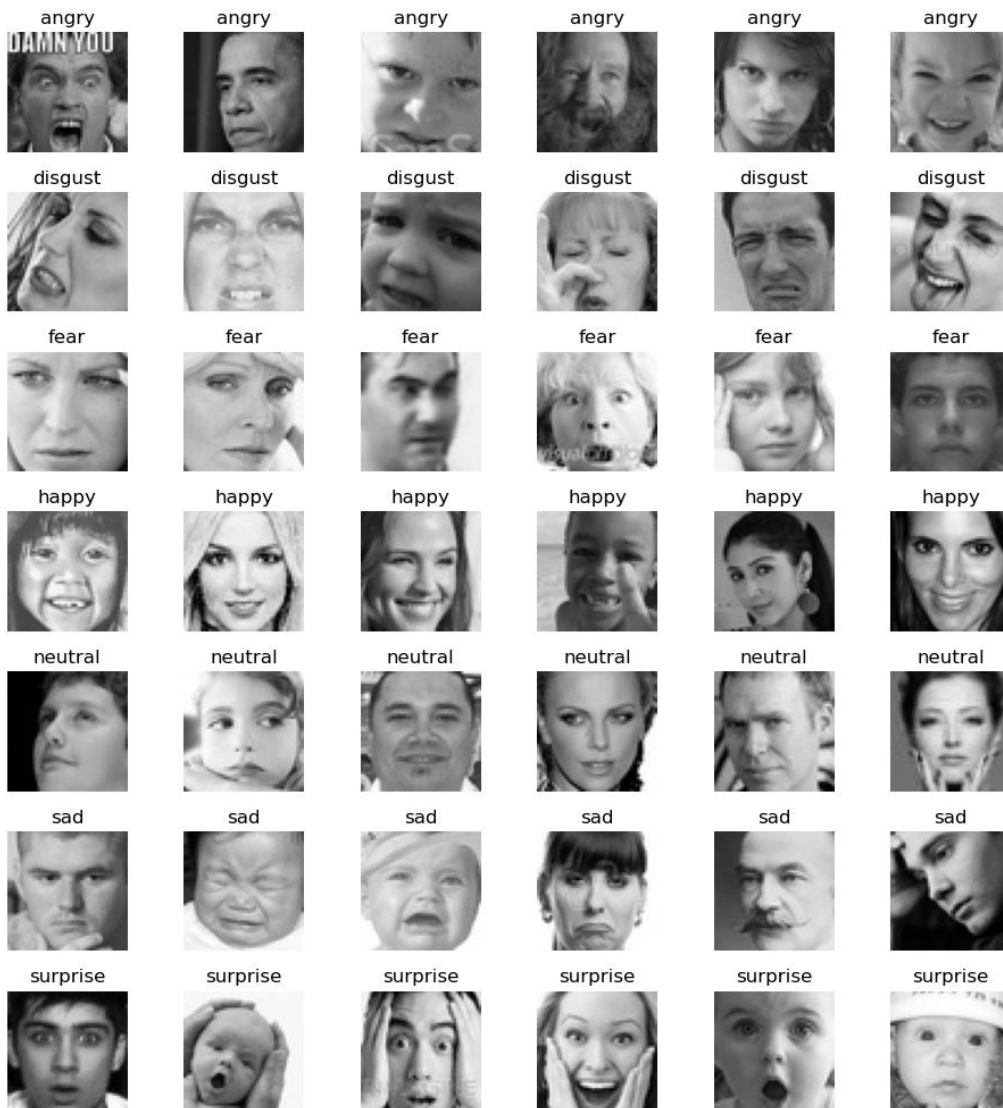 angry angry angry angry angry angry
DAMN YOU
disgust disgust disgust disgust disgust disgust
fear fear fear fear fear fear
happy happy happy happy happy happy
neutral neutral neutral neutral neutral neutral
sad sad sad sad sad sad
surprise surprise surprise surprise surprise surprise